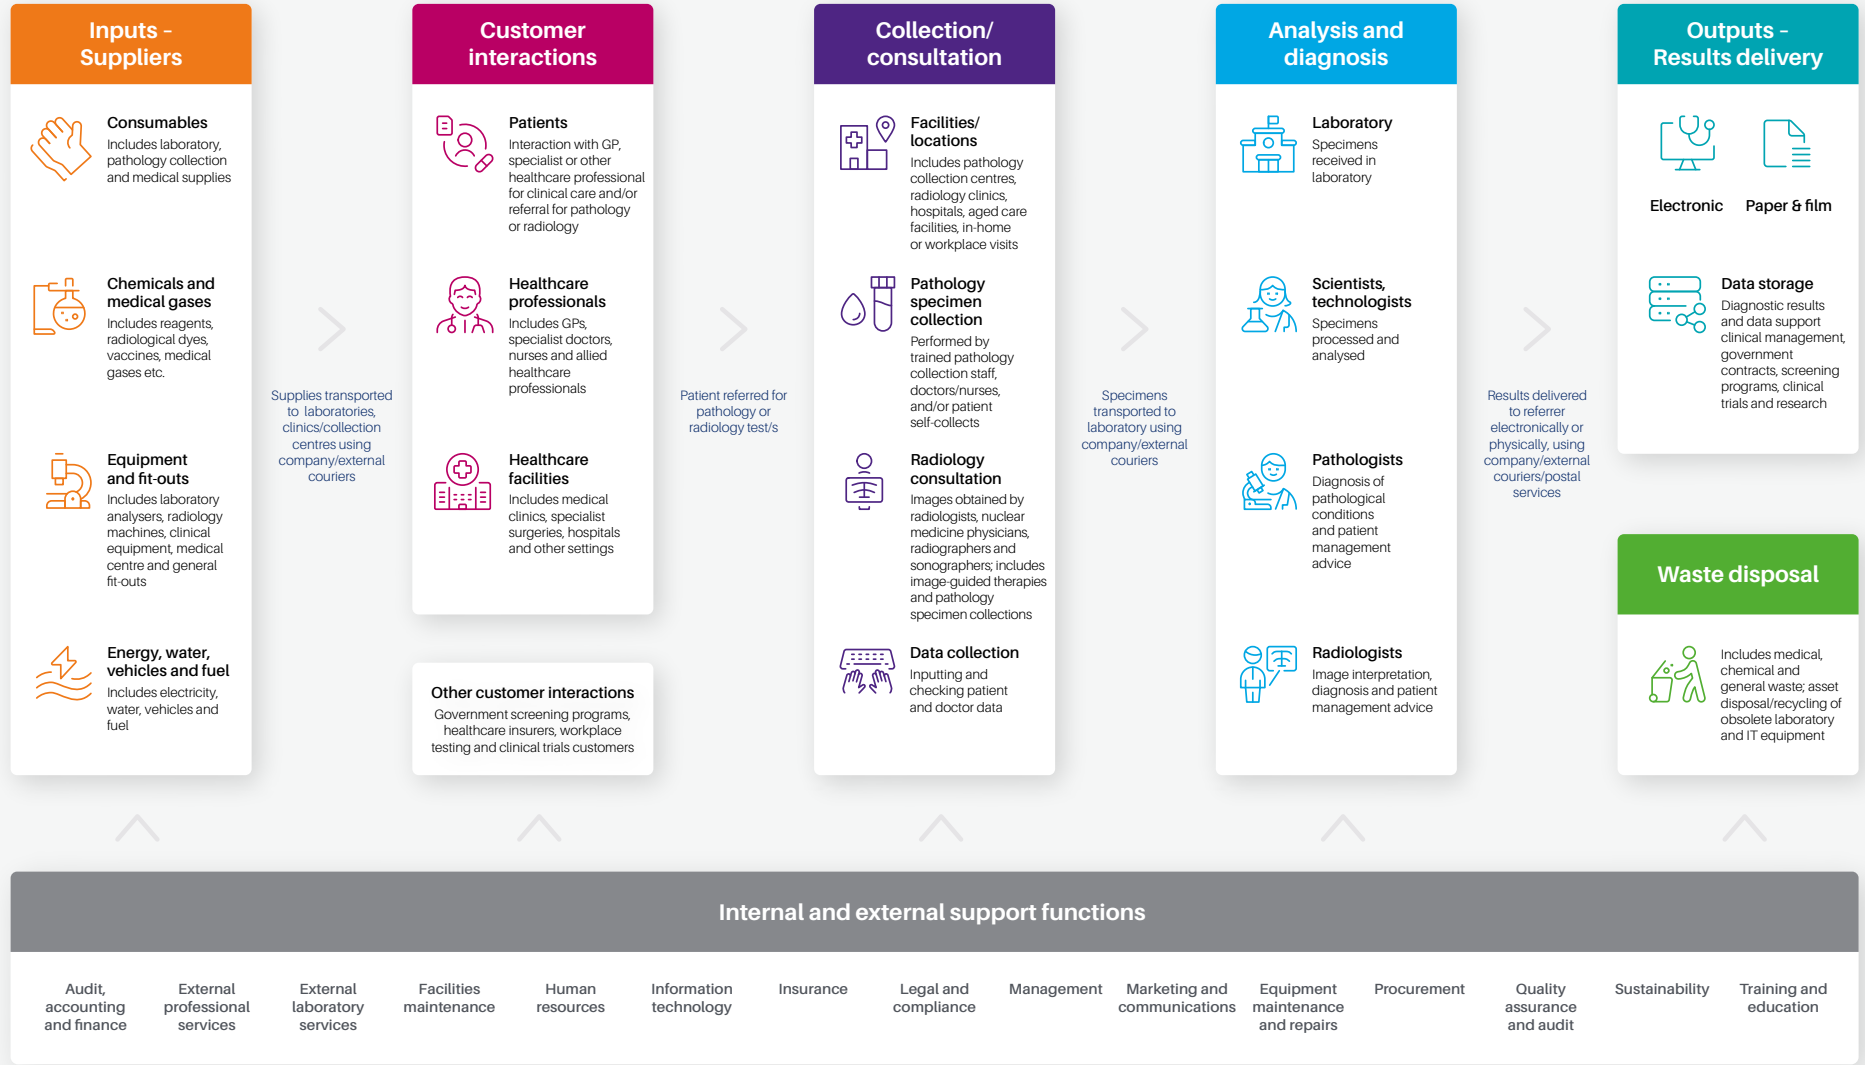 Inputs –
Suppliers
Consumables
Includes laboratory,
pathology collection
and medical supplies
Chemicals and
medical gases
Includes reagents,
radiological dyes,
vaccines, medical
gases etc.
Equipment
and fit-outs
Includes laboratory
analysers, radiology
machines, clinical
equipment, medical
centre and general
fit-outs
Energy, water,
vehicles and fuel
Includes electricity,
water, vehicles and
fuel
Supplies transported
to laboratories,
clinics/collection
centres using
company/external
couriers
Customer
interactions
Patients
Interaction with GP,
specialist or other
healthcare professional
for clinical care and/or
referral for pathology
or radiology
Healthcare
professionals
Includes GPs,
specialist doctors,
nurses and allied
healthcare
professionals
Healthcare
facilities
Includes medical
clinics, specialist
surgeries, hospitals
and other settings
Other customer interactions
Government screening programs,
healthcare insurers, workplace
testing and clinical trials customers
Patient referred for
pathology or
radiology test/s
Collection/
consultation
Facilities/
locations
Includes pathology
collection centres,
radiology clinics,
hospitals, aged care
facilities, in-home
or workplace visits
Pathology
specimen
collection
Performed by
trained pathology
collection staff,
doctors/nurses,
and/or patient
self-collects
Radiology
consultation
Images obtained by
radiologists, nuclear
medicine physicians,
radiographers and
sonographers; includes
image-guided therapies
and pathology
specimen collections
Data collection
Inputting and
checking patient
and doctor data
Specimens
transported to
laboratory using
company/external
couriers
Analysis and
diagnosis
Laboratory
Specimens
received in
laboratory
Scientists,
technologists
Specimens
processed and
analysed
Pathologists
Diagnosis of
pathological
conditions
and patient
management
advice
Radiologists
Image interpretation,
diagnosis and patient
management advice
Results delivered
to referrer
electronically or
physically, using
company/external
couriers/postal
services
Outputs –
Results delivery
Electronic
Paper & film
Data storage
Diagnostic results
and data support
clinical management,
government
contracts, screening
programs, clinical
trials and research
Waste disposal
Includes medical,
chemical and
general waste; asset
disposal/recycling of
obsolete laboratory
and IT equipment
Internal and external support functions
Audit,
accounting
and finance
External
professional
services
External
laboratory
services
Facilities
maintenance
Human
resources
Information
technology
Insurance
Legal and
compliance
Management
Marketing and
communications
Equipment
maintenance
and repairs
Procurement
Quality
assurance
and audit
Sustainability
Training and
education